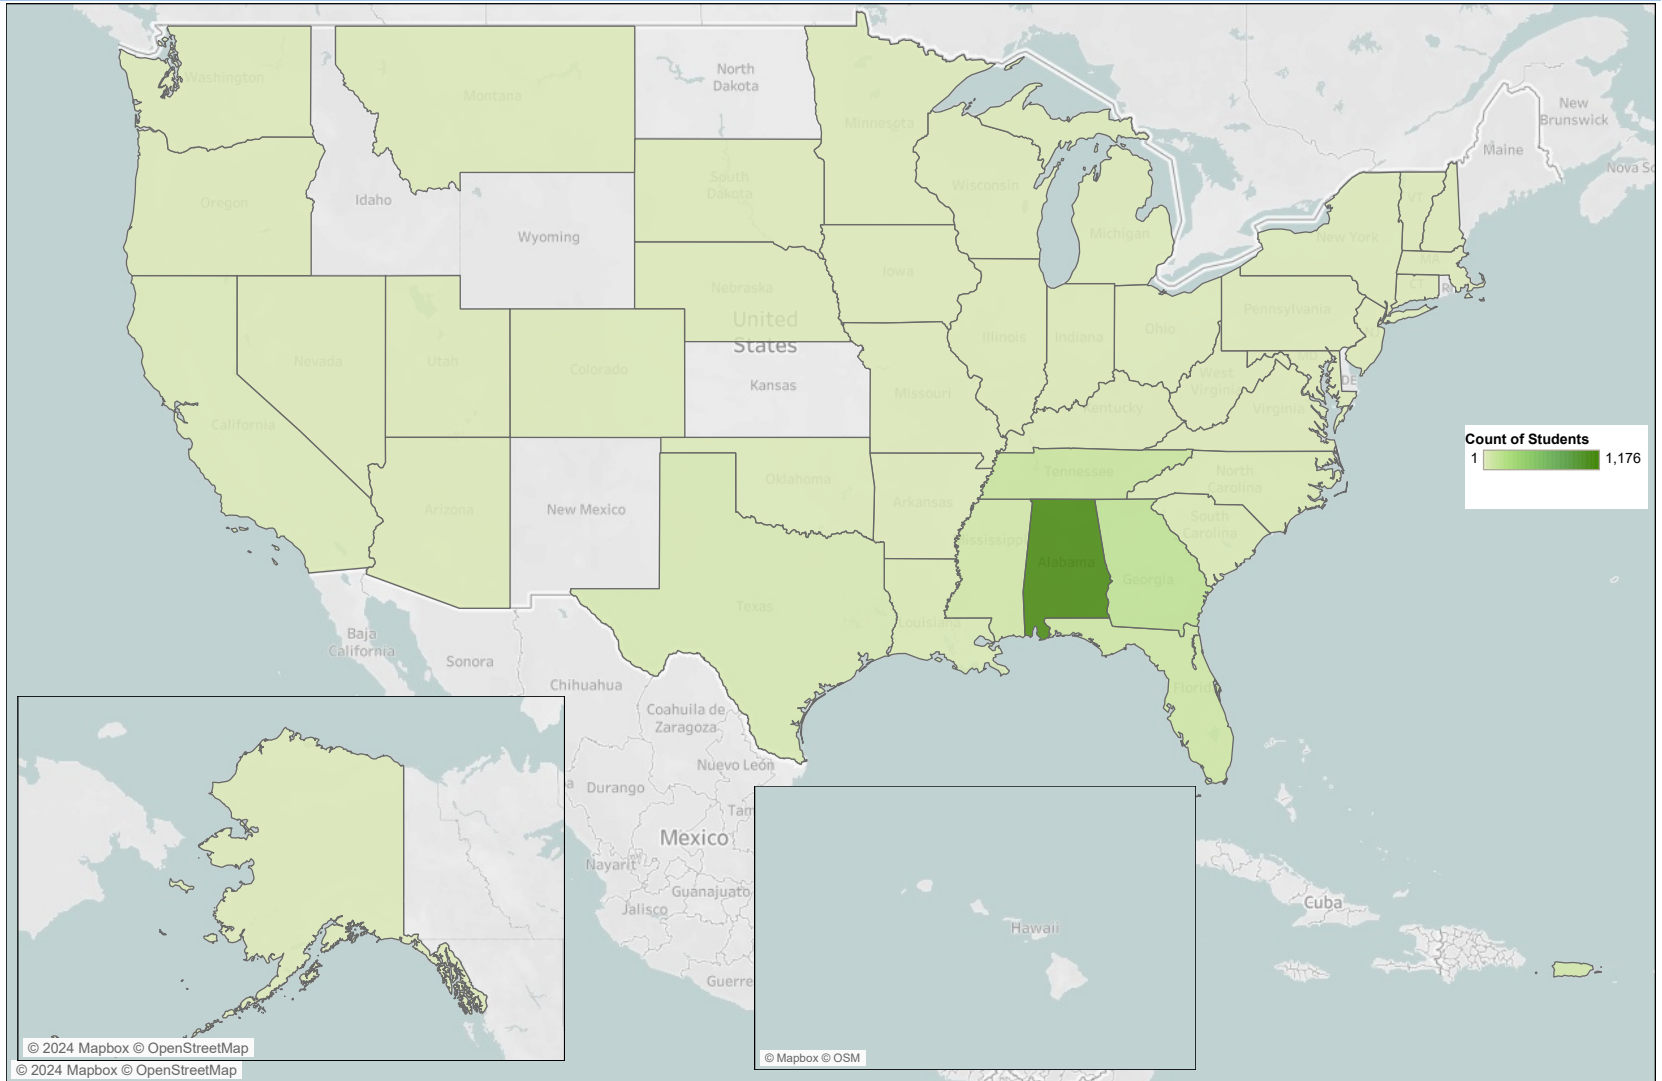 Washington
Montana
North
Dakota
Minnesota
New
Brunswick
Maine
Nova Sc
Oregon
Idaho
South
Dakota
Wisconsin
Michigan
VT
New York
Wyoming
MA
Iowa
CT
RI
Nebraska
Pennsylvania
United
States
Nevada
Utah
Colorado
Kansas
Illinois
Indiana
Ohio
MD
DE
West
Virginia
Missouri
California
Kentucky
Virginia
Count of Students
1
1,176
Arizona
New Mexico
Oklahoma
Arkansas
Tennessee
North
Carolina
South
Carolina
Mississippi
Alabama
Georgia
Texas
Louisiana
Florida
Baja
California
Sonora
Chihuahua
Coahuila de
Zaragoza
Nuevo León
Durango
Tam
Mexico
Nayarit
Guanajuato
Jalisco
Guerre
Hawaii
Cuba
© 2024 Mapbox © OpenStreetMap
© Mapbox © OSM
© 2024 Mapbox © OpenStreetMap